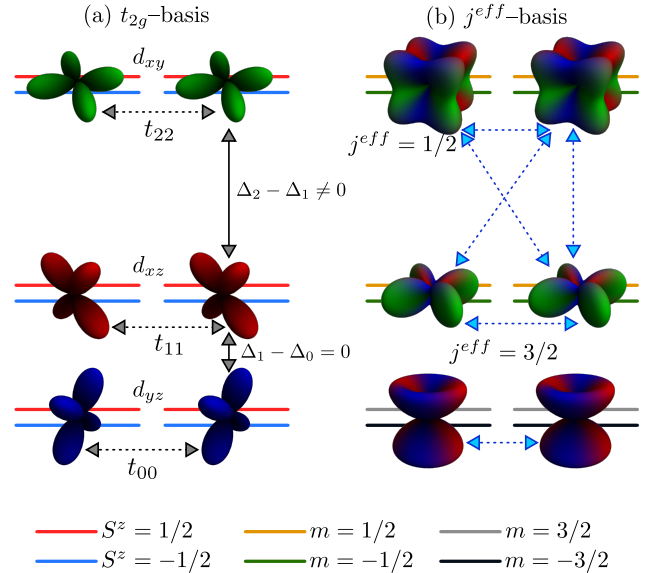 (a) t₂g–basis
(b) jᵉᶠᶠ–basis
dxy
t₂₂
jᵉᶠᶠ = 1/2
Δ₂ − Δ₁ ≠ 0
dxz
t₁₁
Δ₁ − Δ₀ = 0
jᵉᶠᶠ = 3/2
dyz
t₀₀
Sᶻ = 1/2
m = 1/2
m = 3/2
Sᶻ = −1/2
m = −1/2
m = −3/2